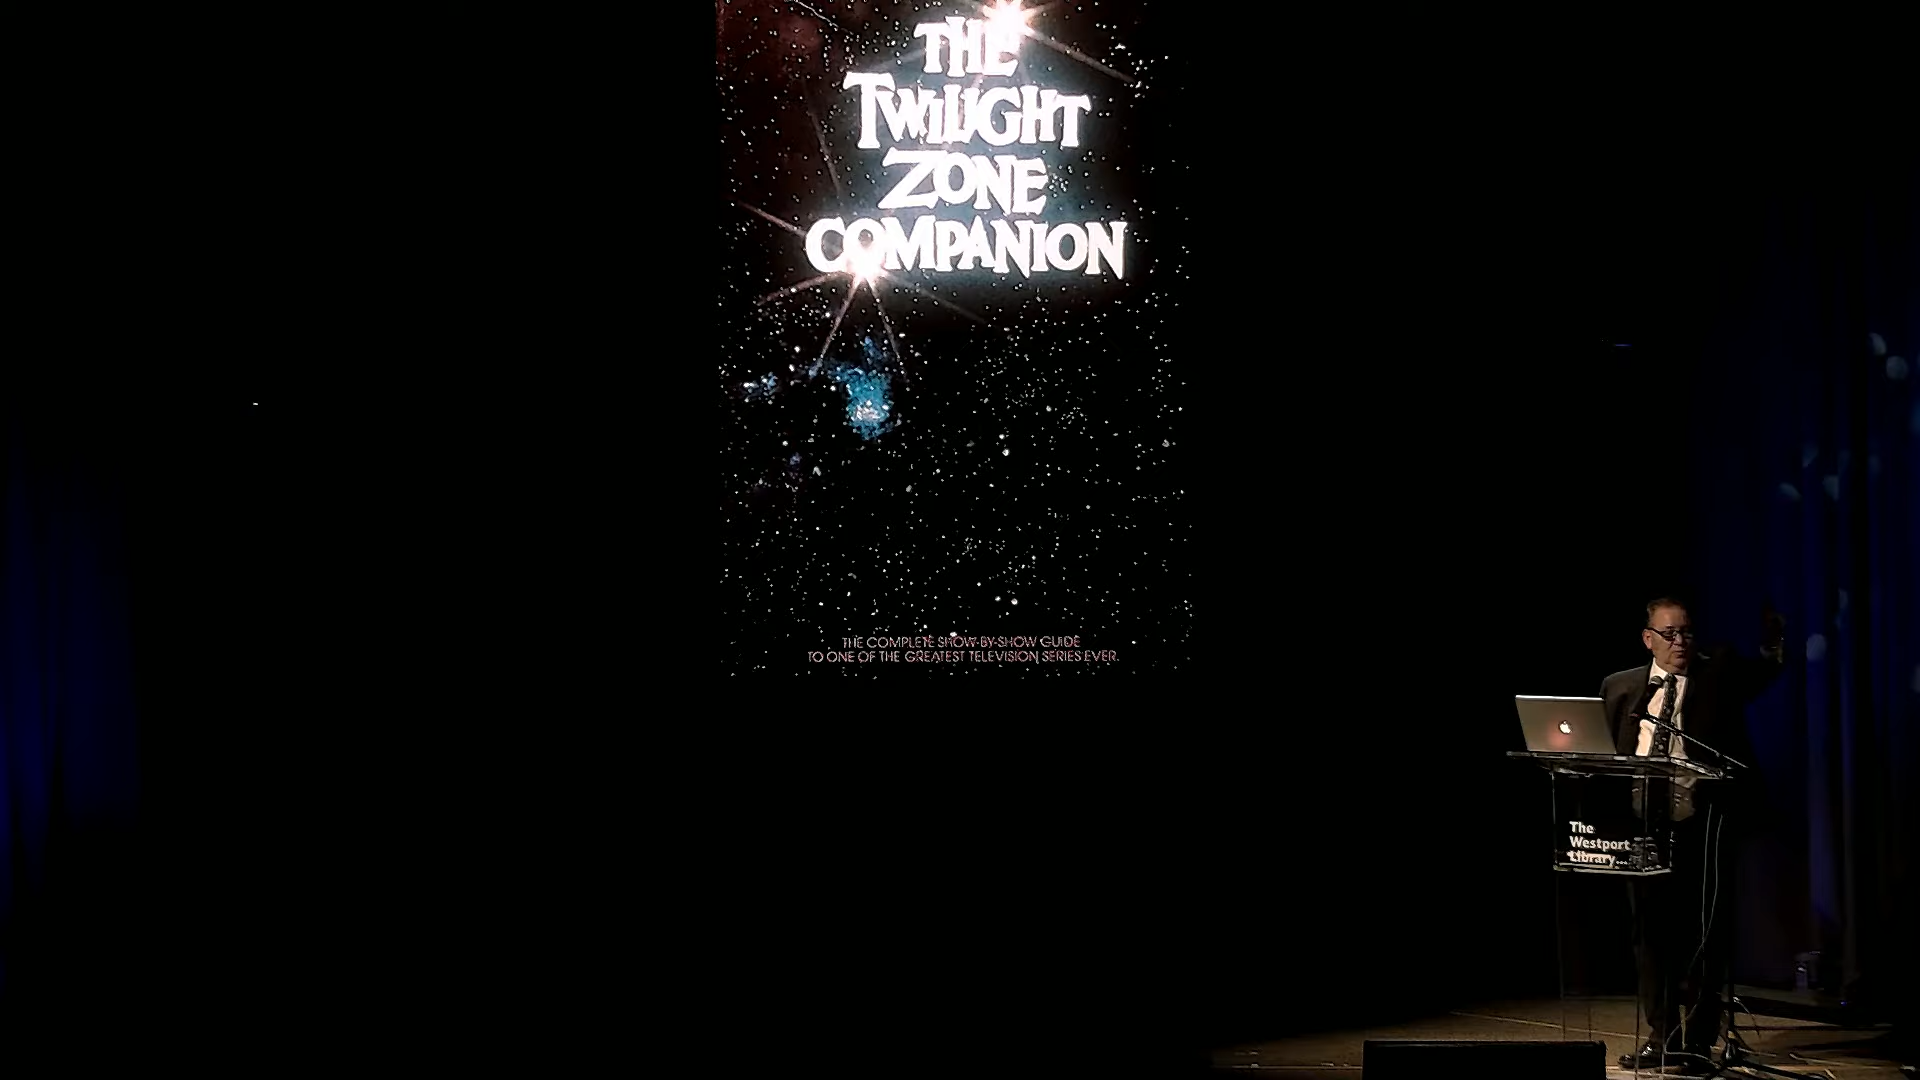 THE
TWILIGHT
ZONE
COMPANION
THE COMPLETE SHOW-BY-SHOW GUIDE
TO ONE OF THE GREATEST TELEVISION SERIES EVER.
The
Westport
Library...